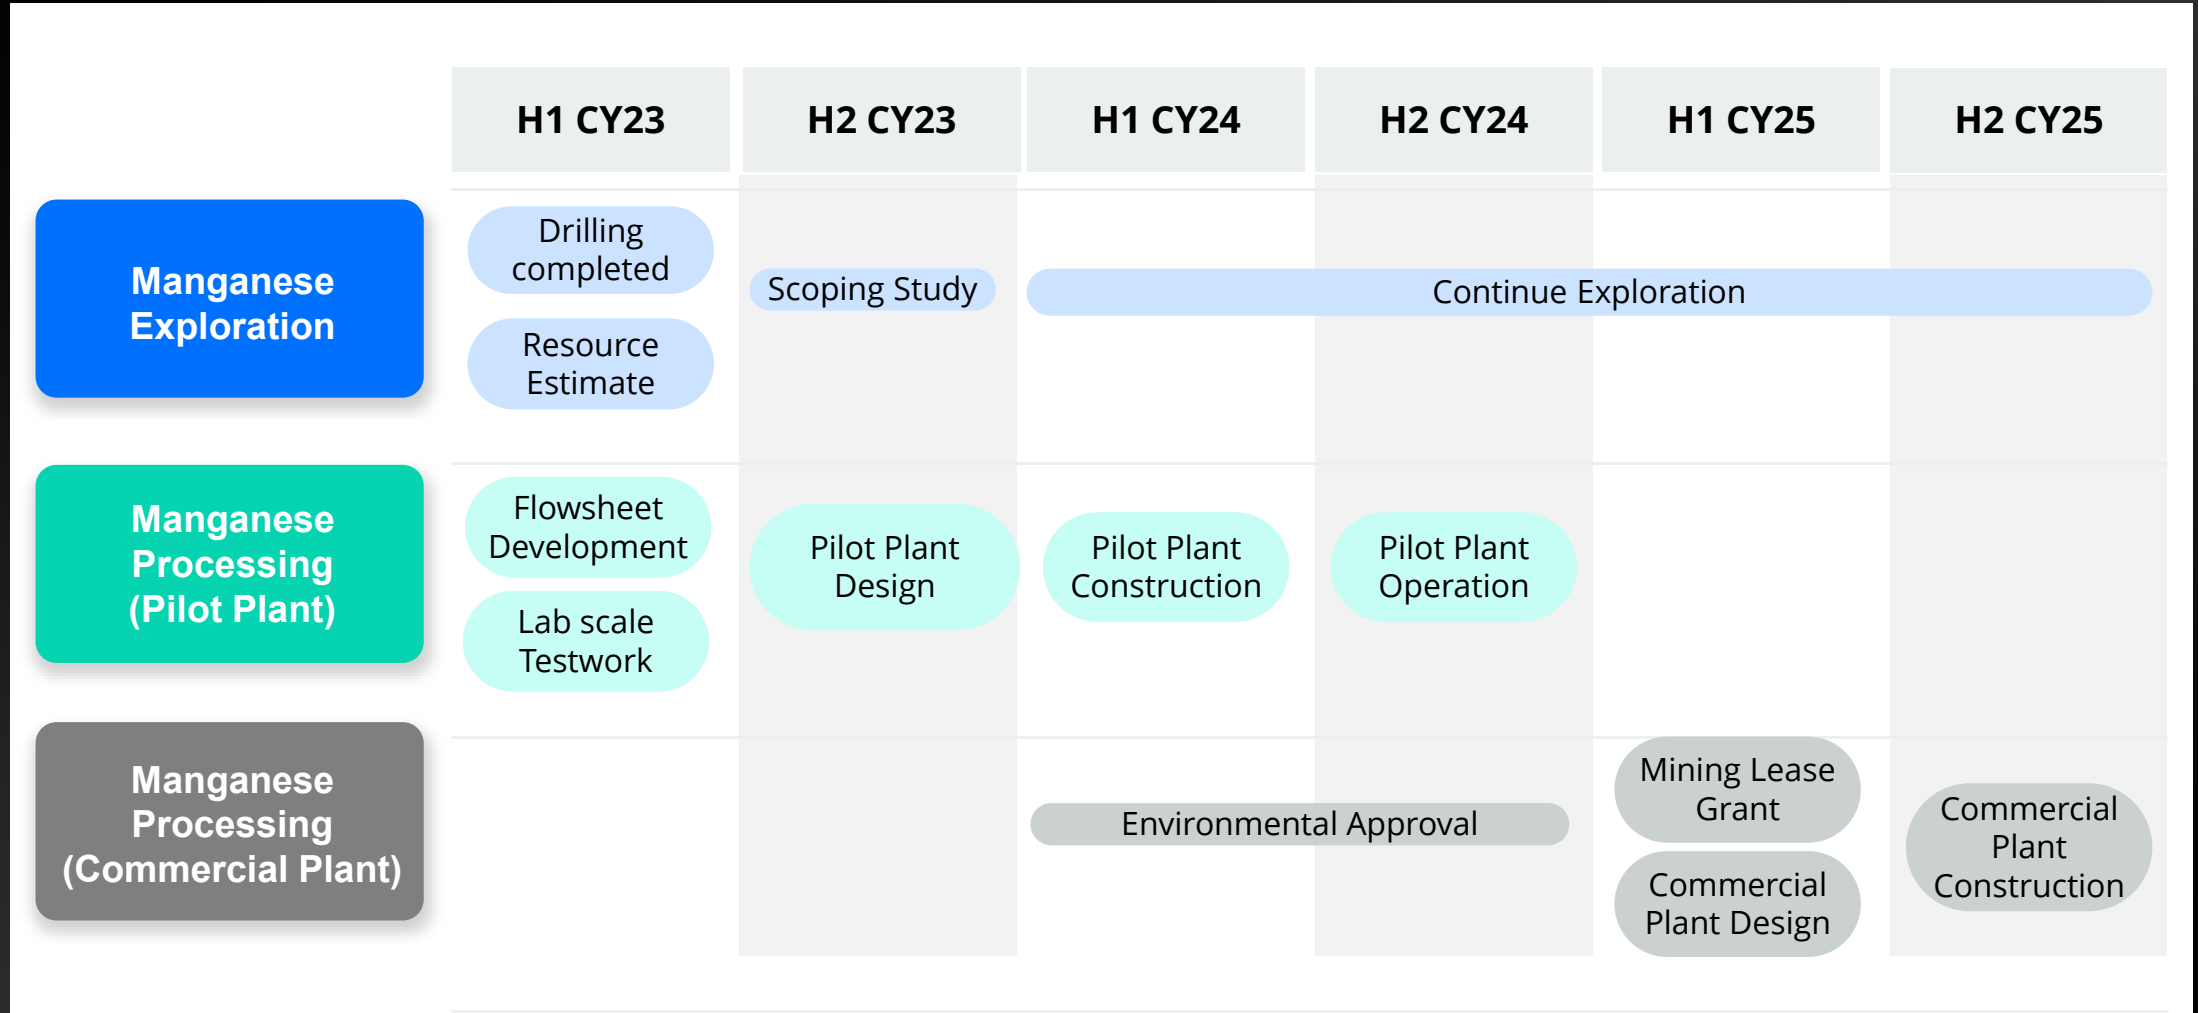 H1 CY23
H2 CY23
H1 CY24
H2 CY24
H1 CY25
H2 CY25
Manganese
Exploration
Drilling
completed
Resource
Estimate
Scoping Study
Continue Exploration
Manganese
Processing
(Pilot Plant)
Flowsheet
Development
Lab scale
Testwork
Pilot Plant
Design
Pilot Plant
Construction
Pilot Plant
Operation
Manganese
Processing
(Commercial Plant)
Environmental Approval
Mining Lease
Grant
Commercial
Plant Design
Commercial
Plant
Construction